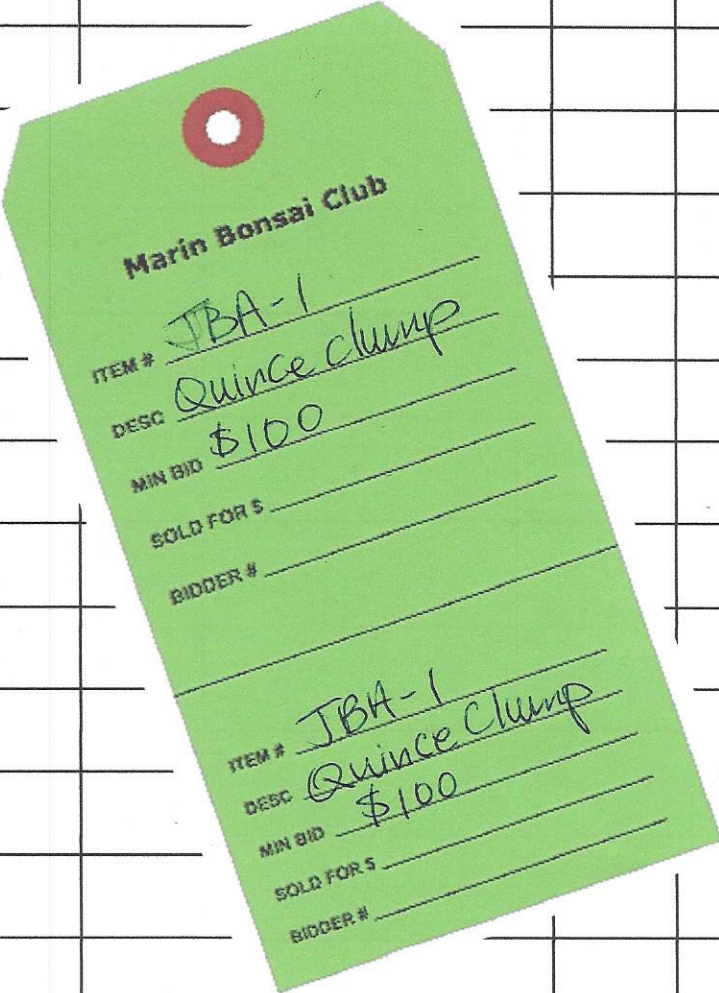 Marin Bonsai Club
ITEM # JBA-1
DESC Quince clump
MIN BID $100
SOLD FOR $
BIDDER #
ITEM # JBA-1
DESC Quince Clump
MIN BID $100
SOLD FOR $
BIDDER #